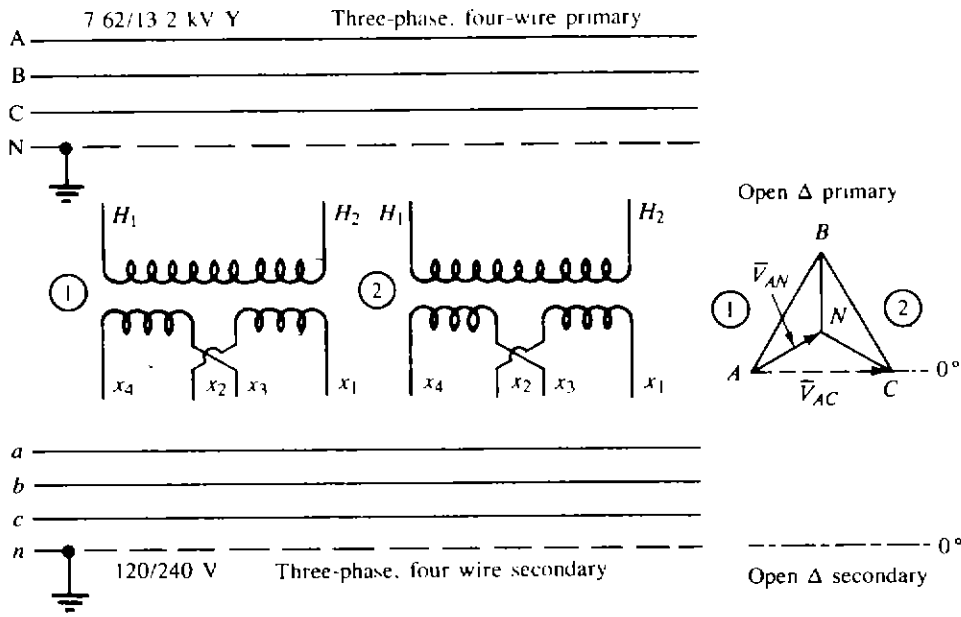 7 62/13 2 kV Y Three-phase. four-wire primary
A
B
C
N
H₁ H₂ H₁ H₂
1 2
x₄ x₂ x₃ x₁ x₄ x₂ x₃ x₁
Open Δ primary
B
V̄_AN
1 N 2
A C 0°
V̄_AC
a
b
c
n 0°
120/240 V Three-phase. four wire secondary
Open Δ secondary